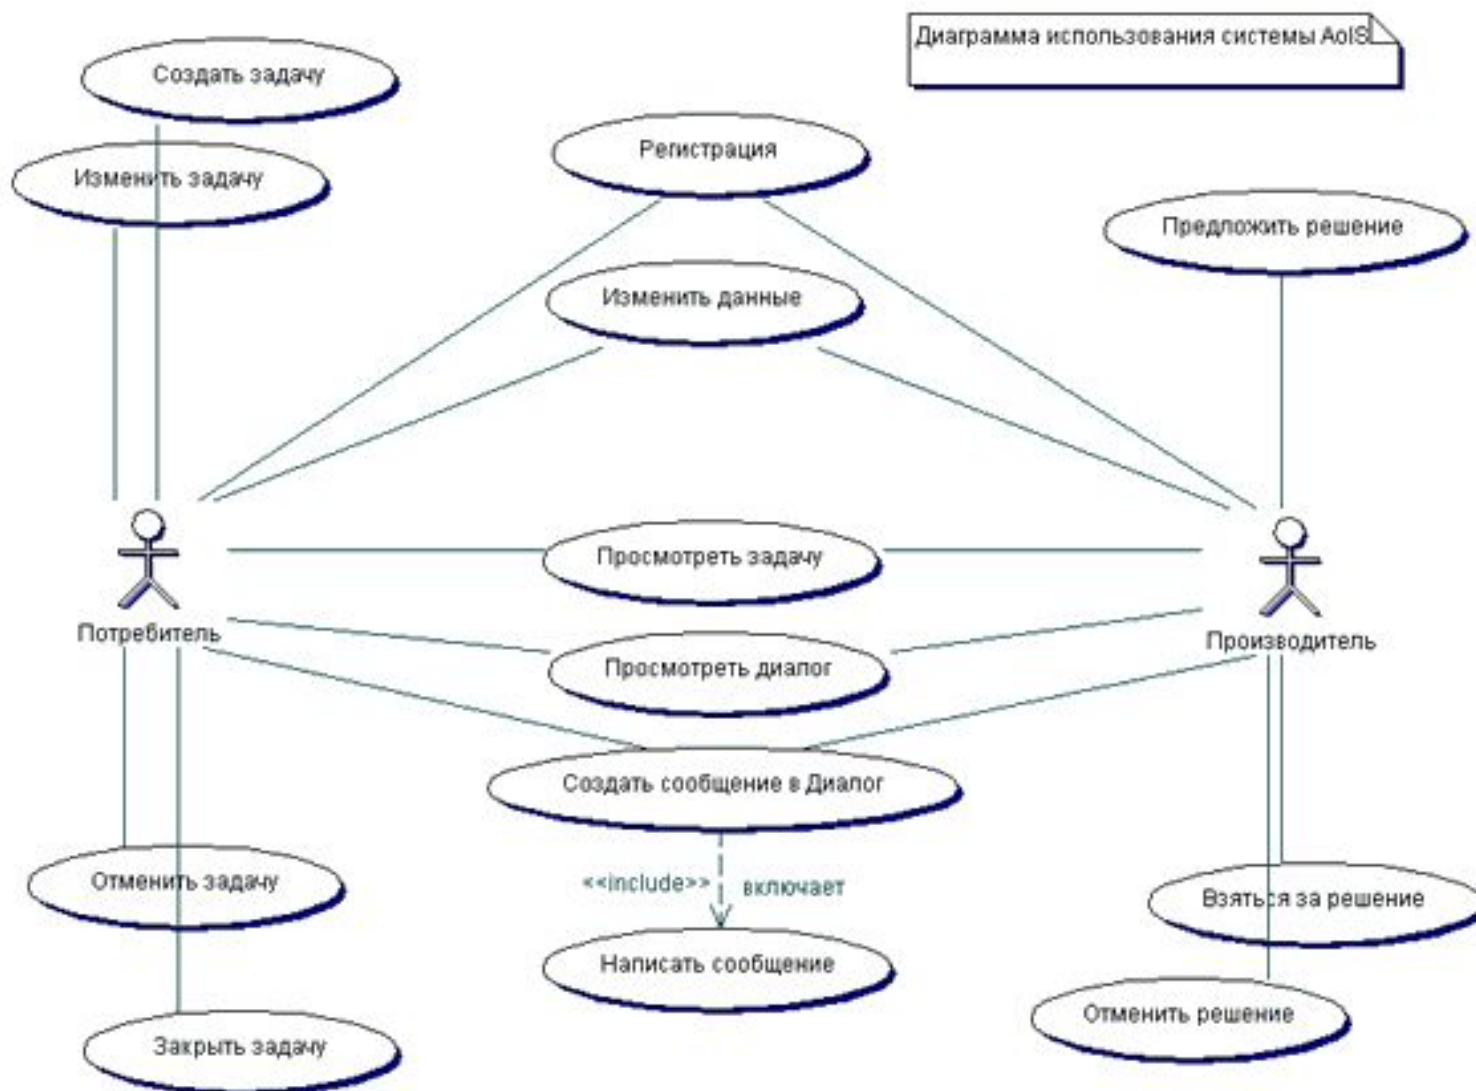 Диаграмма использования системы AoIS
Создать задачу
Изменить задачу
Регистрация
Предложить решение
Изменить данные
Просмотреть задачу
Потребитель
Производитель
Просмотреть диалог
Создать сообщение в Диалог
Отменить задачу
<<include>>
включает
Взяться за решение
Написать сообщение
Отменить решение
Закрыть задачу